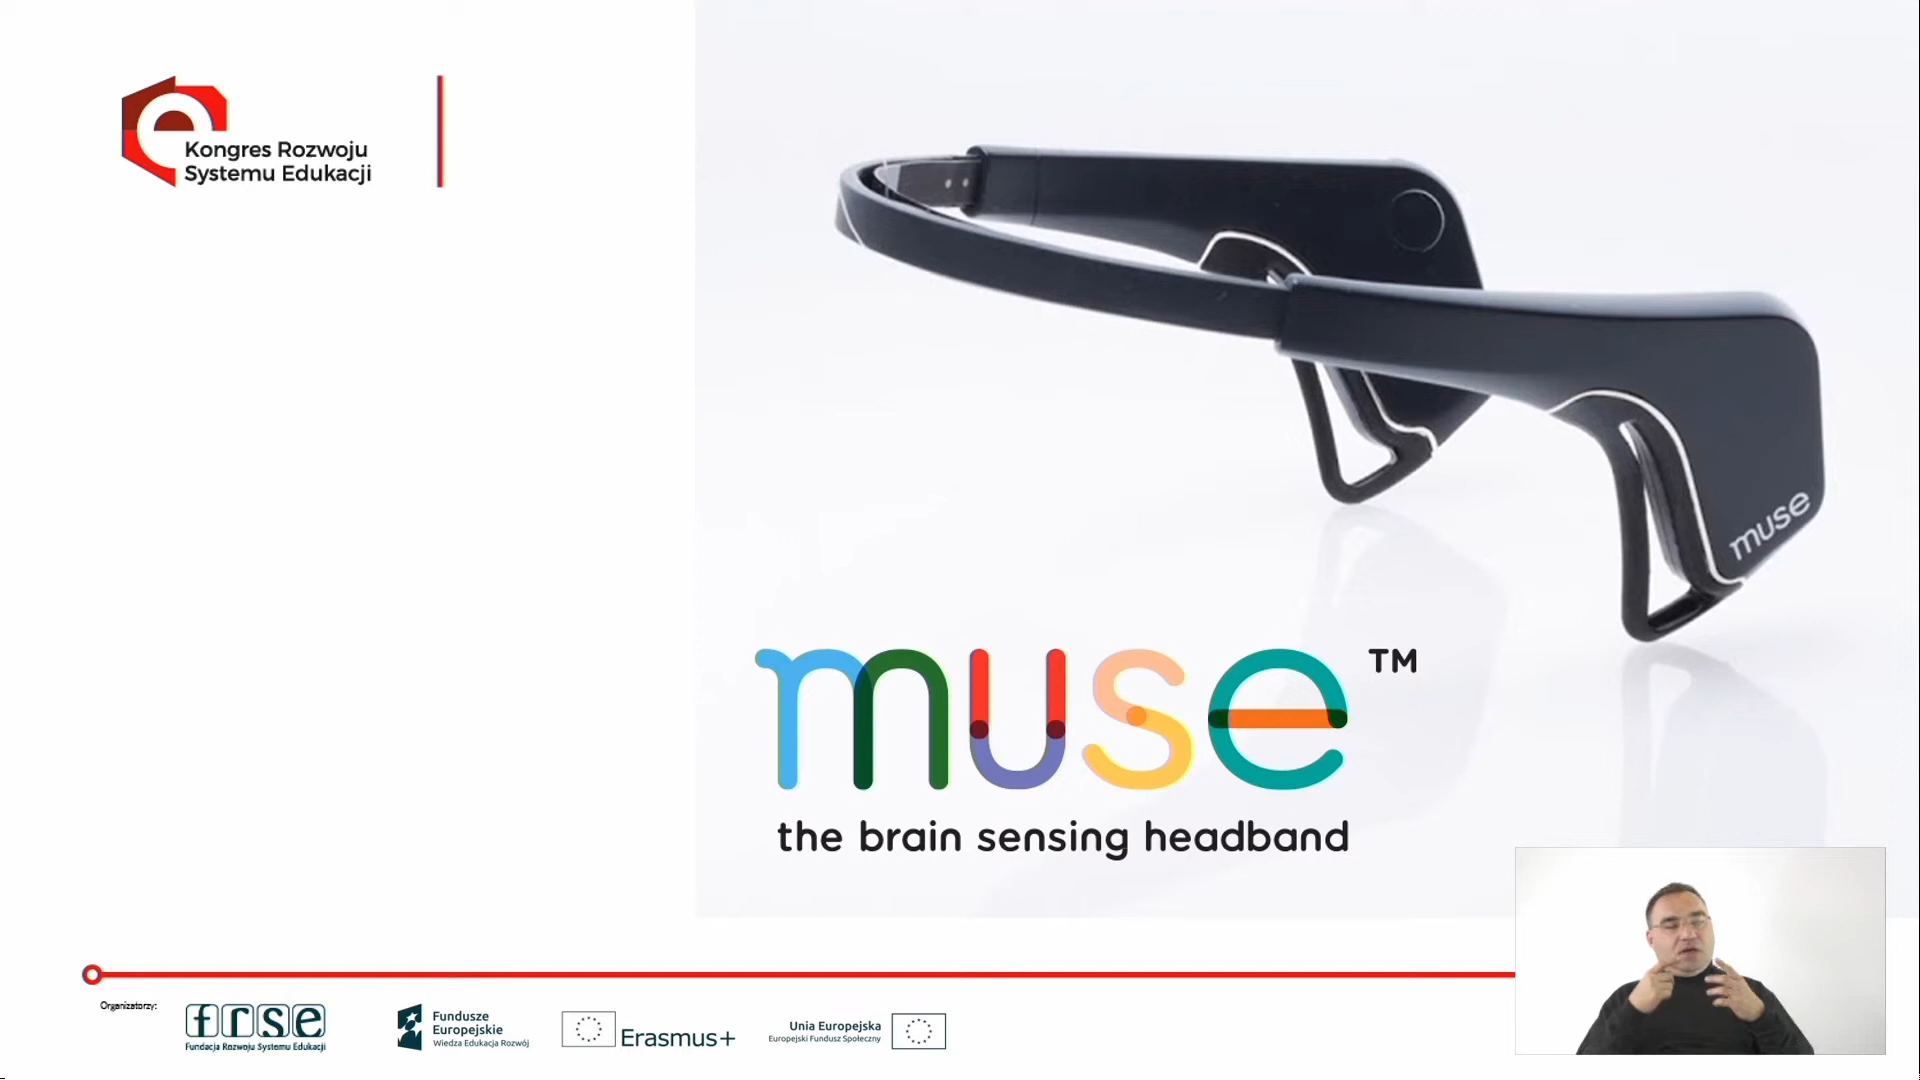 Kongres Rozwoju
Systemu Edukacji
muse
muse™
the brain sensing headband
Organizatorzy:
frse
Fundacja Rozwoju Systemu Edukacji
Fundusze
Europejskie
Wiedza Edukacja Rozwój
Erasmus+
Unia Europejska
Europejski Fundusz Społeczny